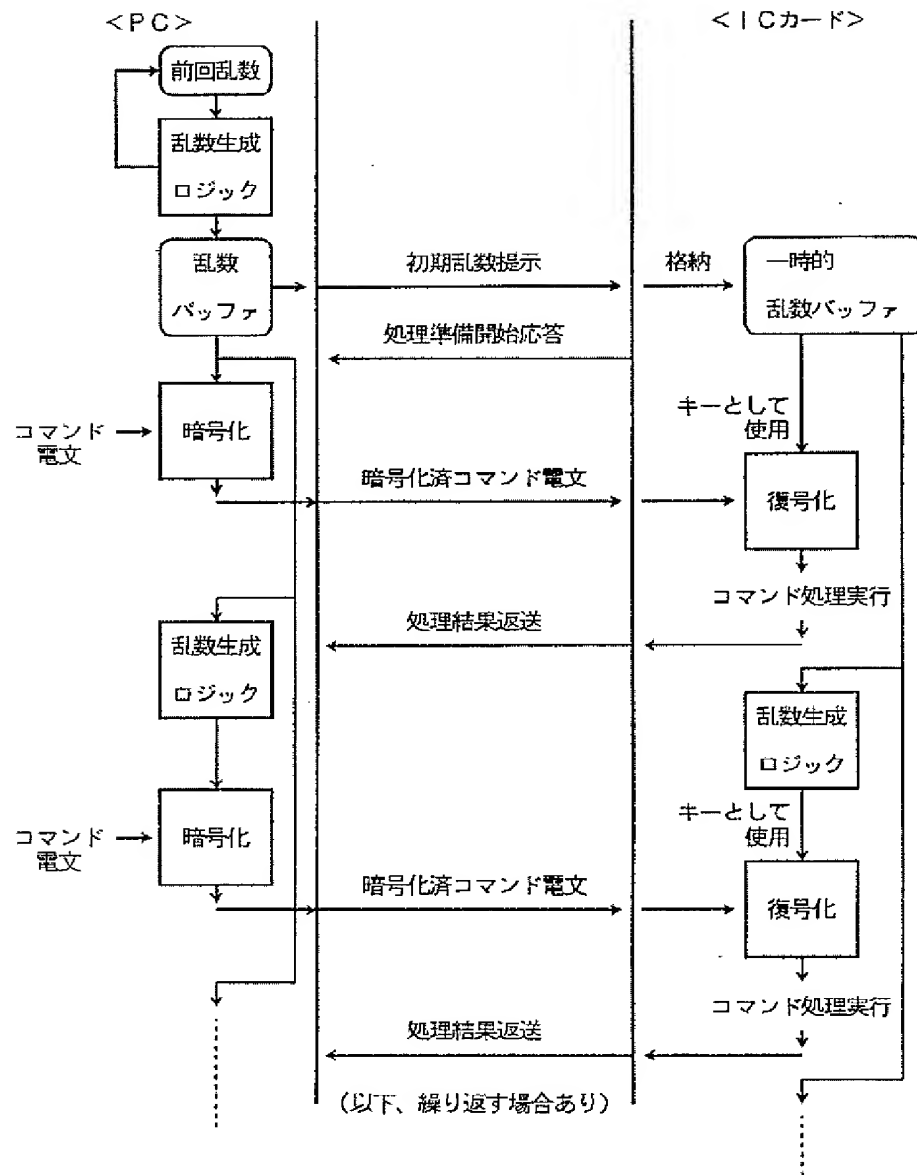 <PC>
<ICカード>
前回乱数
乱数生成
ロジック
乱数
バッファ
初期乱数提示
格納
一時的
乱数バッファ
処理準備開始応答
コマンド
電文
暗号化
キーとして
使用
暗号化済コマンド電文
復号化
コマンド処理実行
処理結果返送
乱数生成
ロジック
乱数生成
ロジック
コマンド
電文
暗号化
キーとして
使用
暗号化済コマンド電文
復号化
コマンド処理実行
処理結果返送
(以下、繰り返す場合あり)